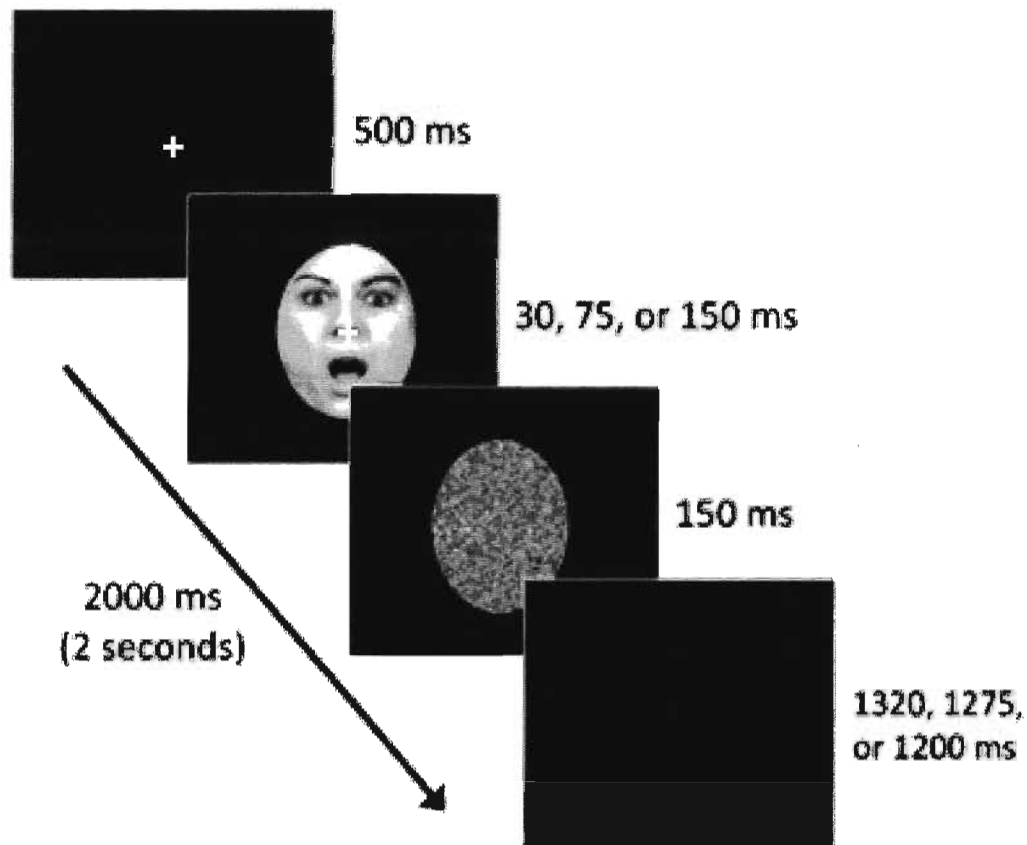 500 ms
30, 75, or 150 ms
150 ms
2000 ms
(2 seconds)
1320, 1275,
or 1200 ms